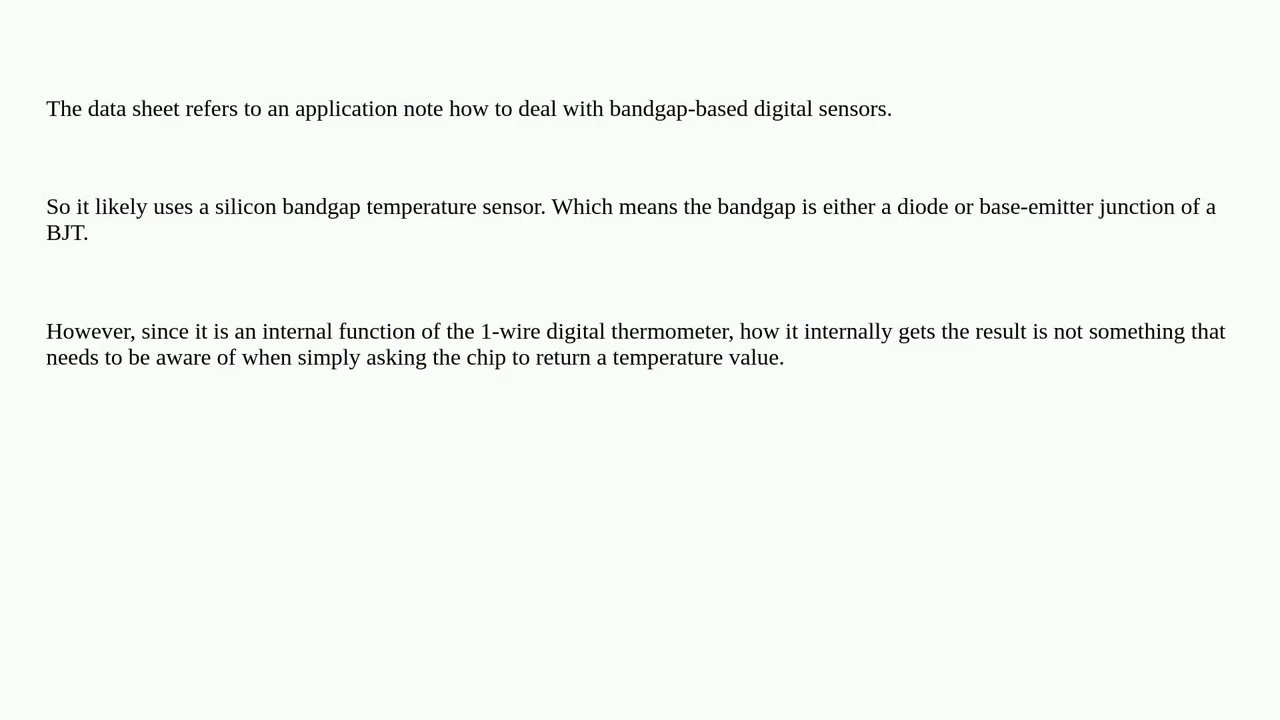 The data sheet refers to an application note how to deal with bandgap-based digital sensors.
So it likely uses a silicon bandgap temperature sensor. Which means the bandgap is either a diode or base-emitter junction of a
BJT.
However, since it is an internal function of the 1-wire digital thermometer, how it internally gets the result is not something that
needs to be aware of when simply asking the chip to return a temperature value.